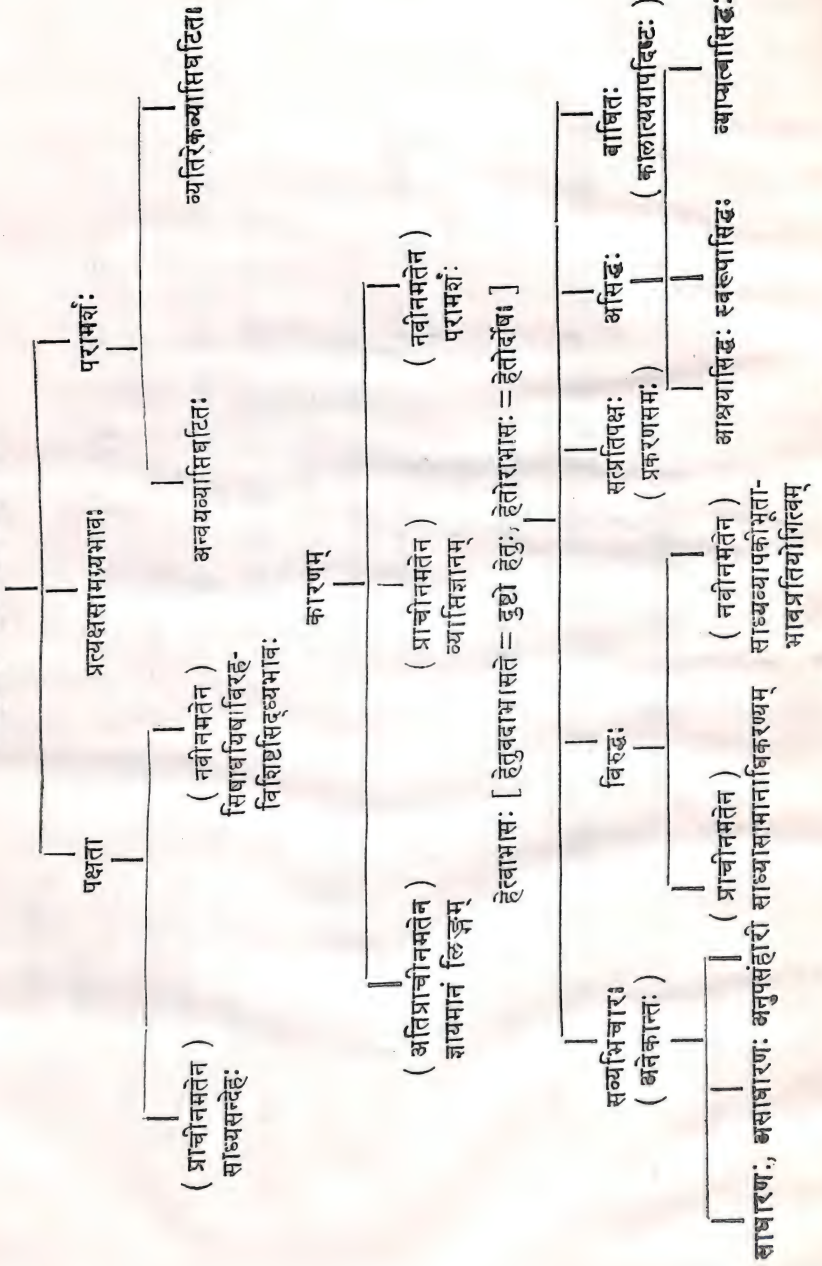 पक्षता प्रत्यक्षसामग्र्यभावः परामर्शः
( प्राचीनमतेन ) ( नवीनमतेन ) अन्वयव्याप्तिघटितः व्यतिरेकव्याप्तिघटितः
साध्यसन्देहः सिषाधयिषाविरह-
विशिष्टसिद्ध्यभावः
कारणम्
( अतिप्राचीनमतेन ) ( प्राचीनमतेन ) ( नवीनमतेन )
ज्ञायमानं लिङ्गम् व्याप्तिज्ञानम् परामर्शः
हेत्वाभासः [ हेतुवदाभासते = दुष्टो हेतुः, हेतोराभासः = हेतोर्दोषः ]
सव्यभिचारः विरुद्धः सत्प्रतिपक्षः असिद्धः बाधितः
( अनेकान्तः ) ( प्रकरणसमः ) ( कालात्ययापदिष्टः )
( प्राचीनमतेन ) ( नवीनमतेन ) आश्रयासिद्धः स्वरूपासिद्धः व्याप्यत्वासिद्धः
साधारणः, असाधारणः अनुपसंहारी साध्यासामानाधिकरण्यम् साध्यव्यापकीभूता-
भावप्रतियोगित्वम्